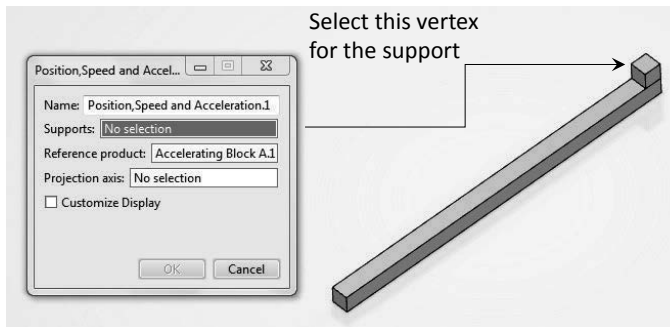 Select this vertex
for the support
Position,Speed and Accel...
Name: Position,Speed and Acceleration.1
Supports: No selection
Reference product: Accelerating Block A.1
Projection axis: No selection
Customize Display
OK Cancel